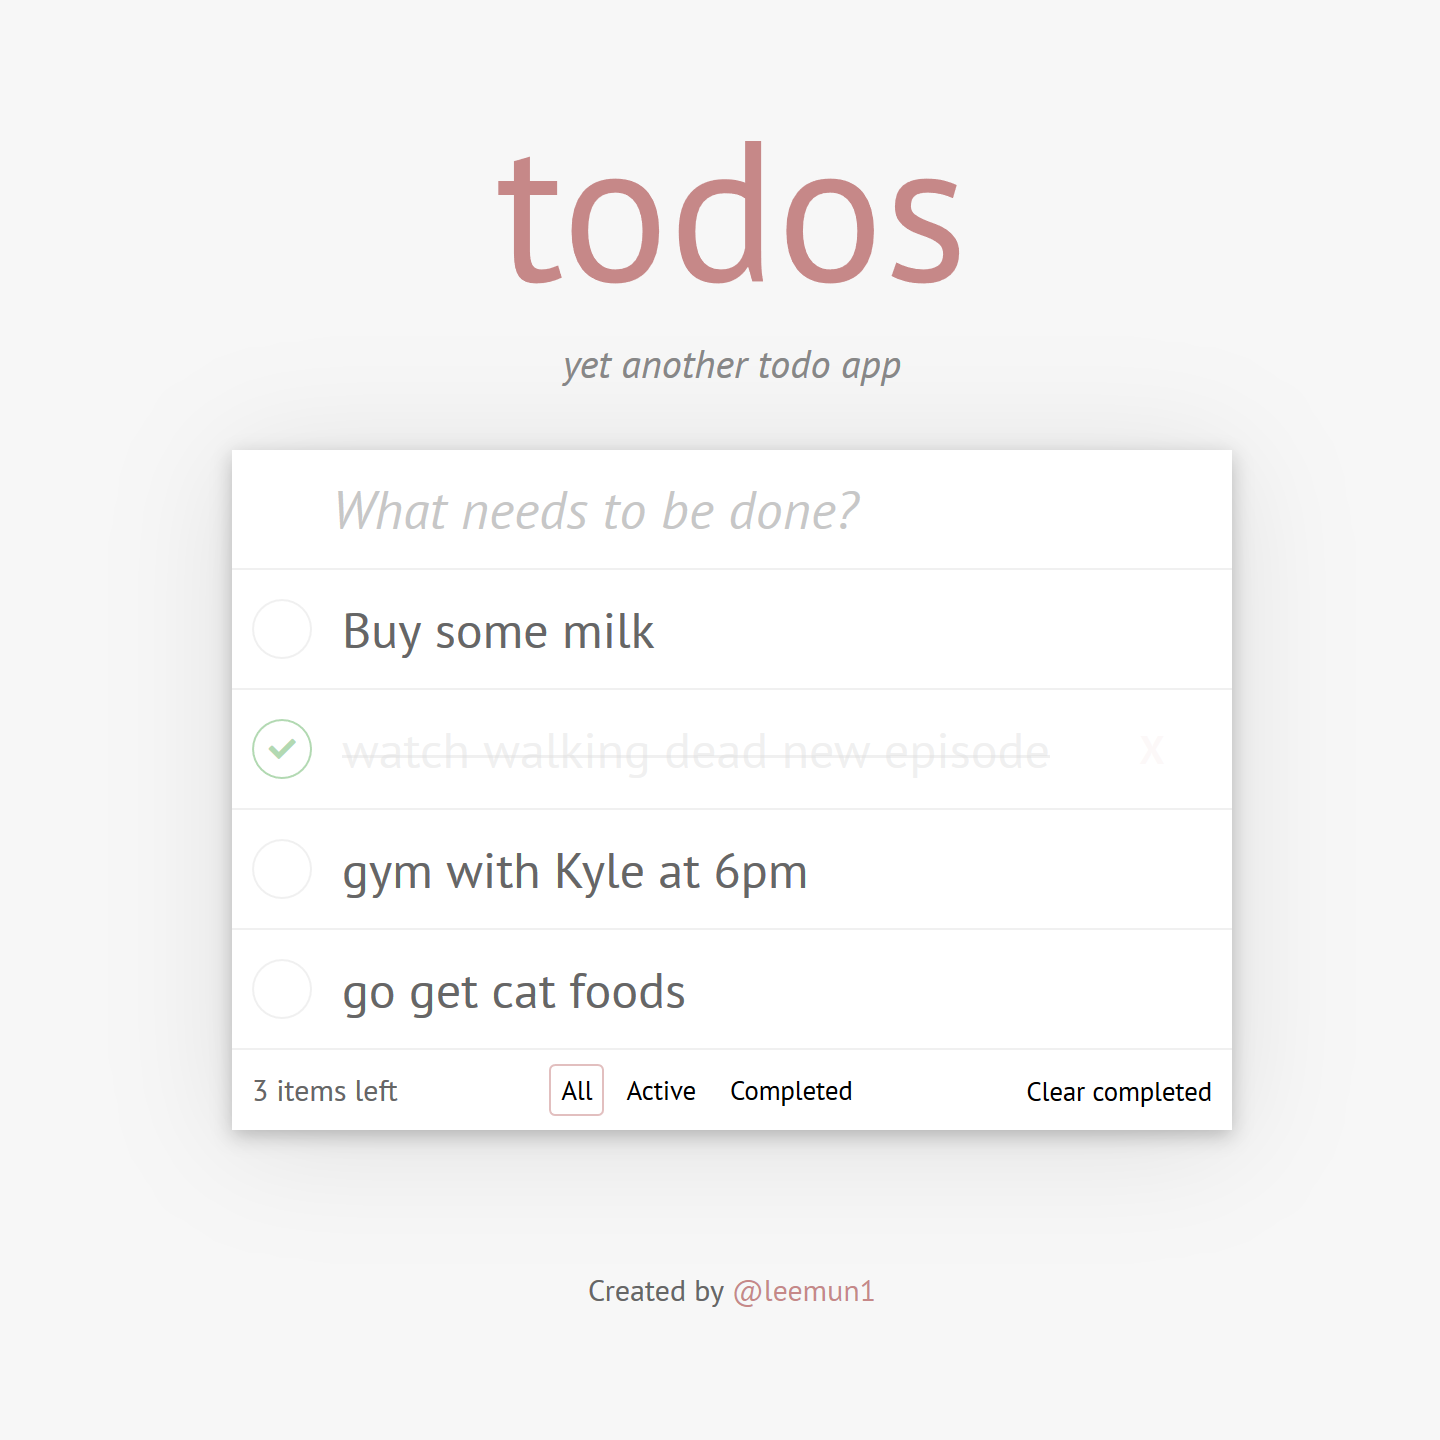 todos
yet another todo app
What needs to be done?
Buy some milk
watch walking dead new episode X
gym with Kyle at 6pm
go get cat foods
3 items left All Active Completed Clear completed
Created by @leemun1